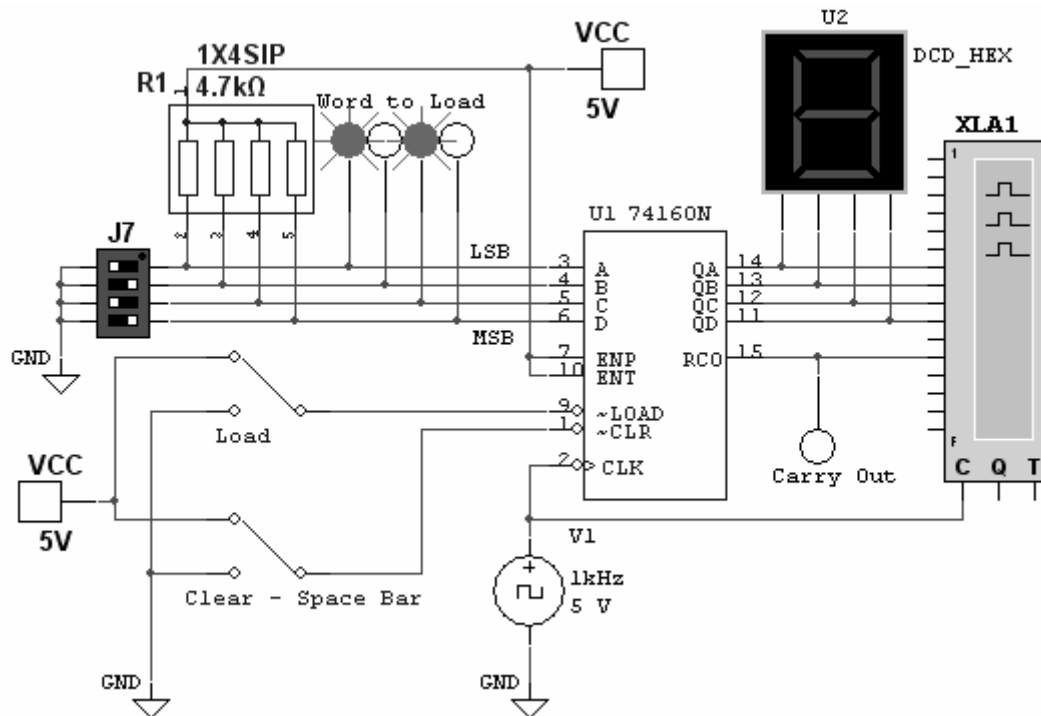 U2
VCC
1X4SIP
R1
4.7kΩ
DCD_HEX
Word to Load
5V
XLA1
1
U1 74160N
J7
2
3
4
5
LSB
3
A
QA
14
4
B
QB
13
5
C
QC
12
6
D
QD
11
MSB
GND
7
ENP
RCO
15
10
ENT
9
~LOAD
1
~CLR
Load
2
CLK
F
VCC
Carry Out
C Q T
5V
V1
1kHz
5 V
Clear - Space Bar
GND
GND